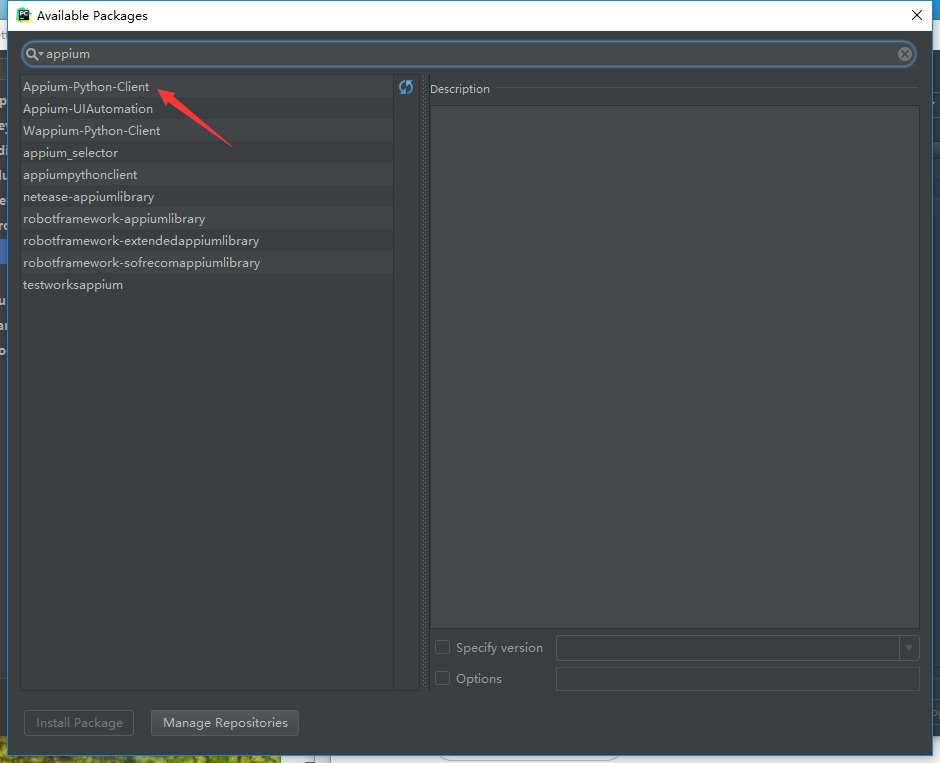 PC
Available Packages
appium
Appium-Python-Client
Appium-UIAutomation
Wappium-Python-Client
appium_selector
appiumpythonclient
netease-appiumlibrary
robotframework-appiumlibrary
robotframework-extendedappiumlibrary
robotframework-sofrecomappiumlibrary
testworksappium
Description
Specify version
Options
Install Package
Manage Repositories